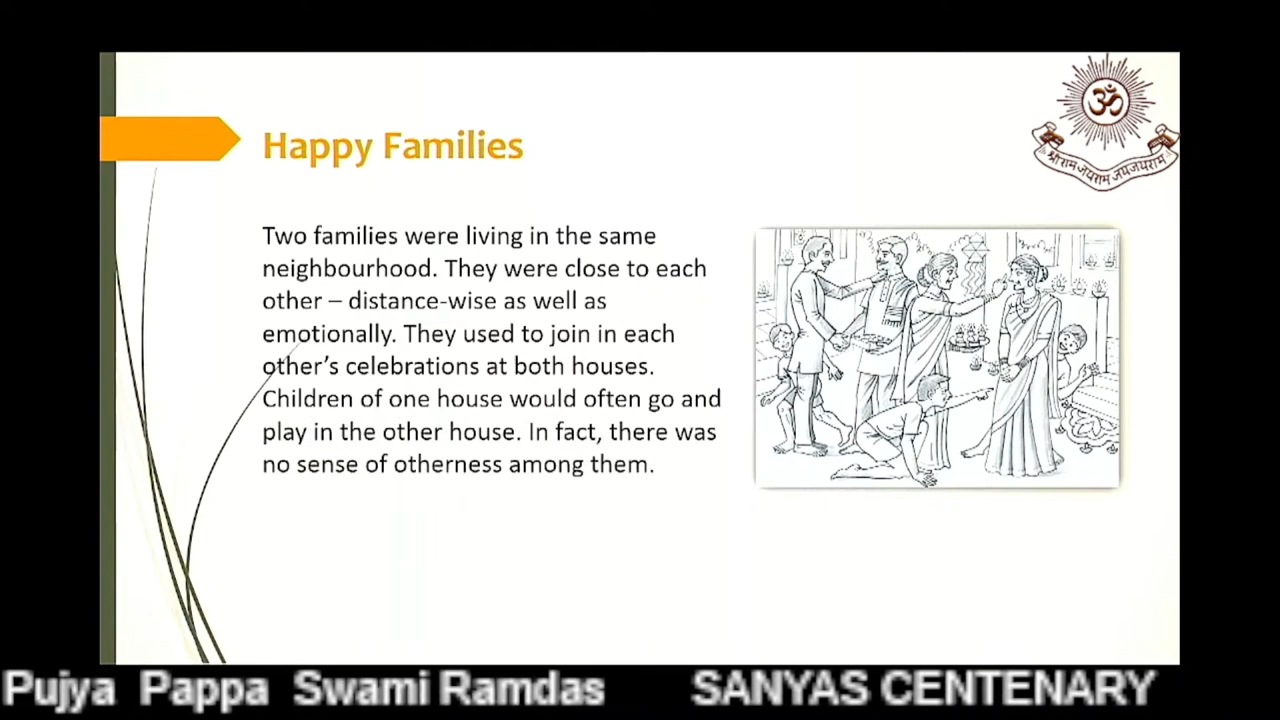 ॐ
श्रीराम जयराम जयजयराम
Happy Families
Two families were living in the same
neighbourhood. They were close to each
other – distance-wise as well as
emotionally. They used to join in each
other’s celebrations at both houses.
Children of one house would often go and
play in the other house. In fact, there was
no sense of otherness among them.
Pujya Pappa Swami Ramdas SANYAS CENTENARY